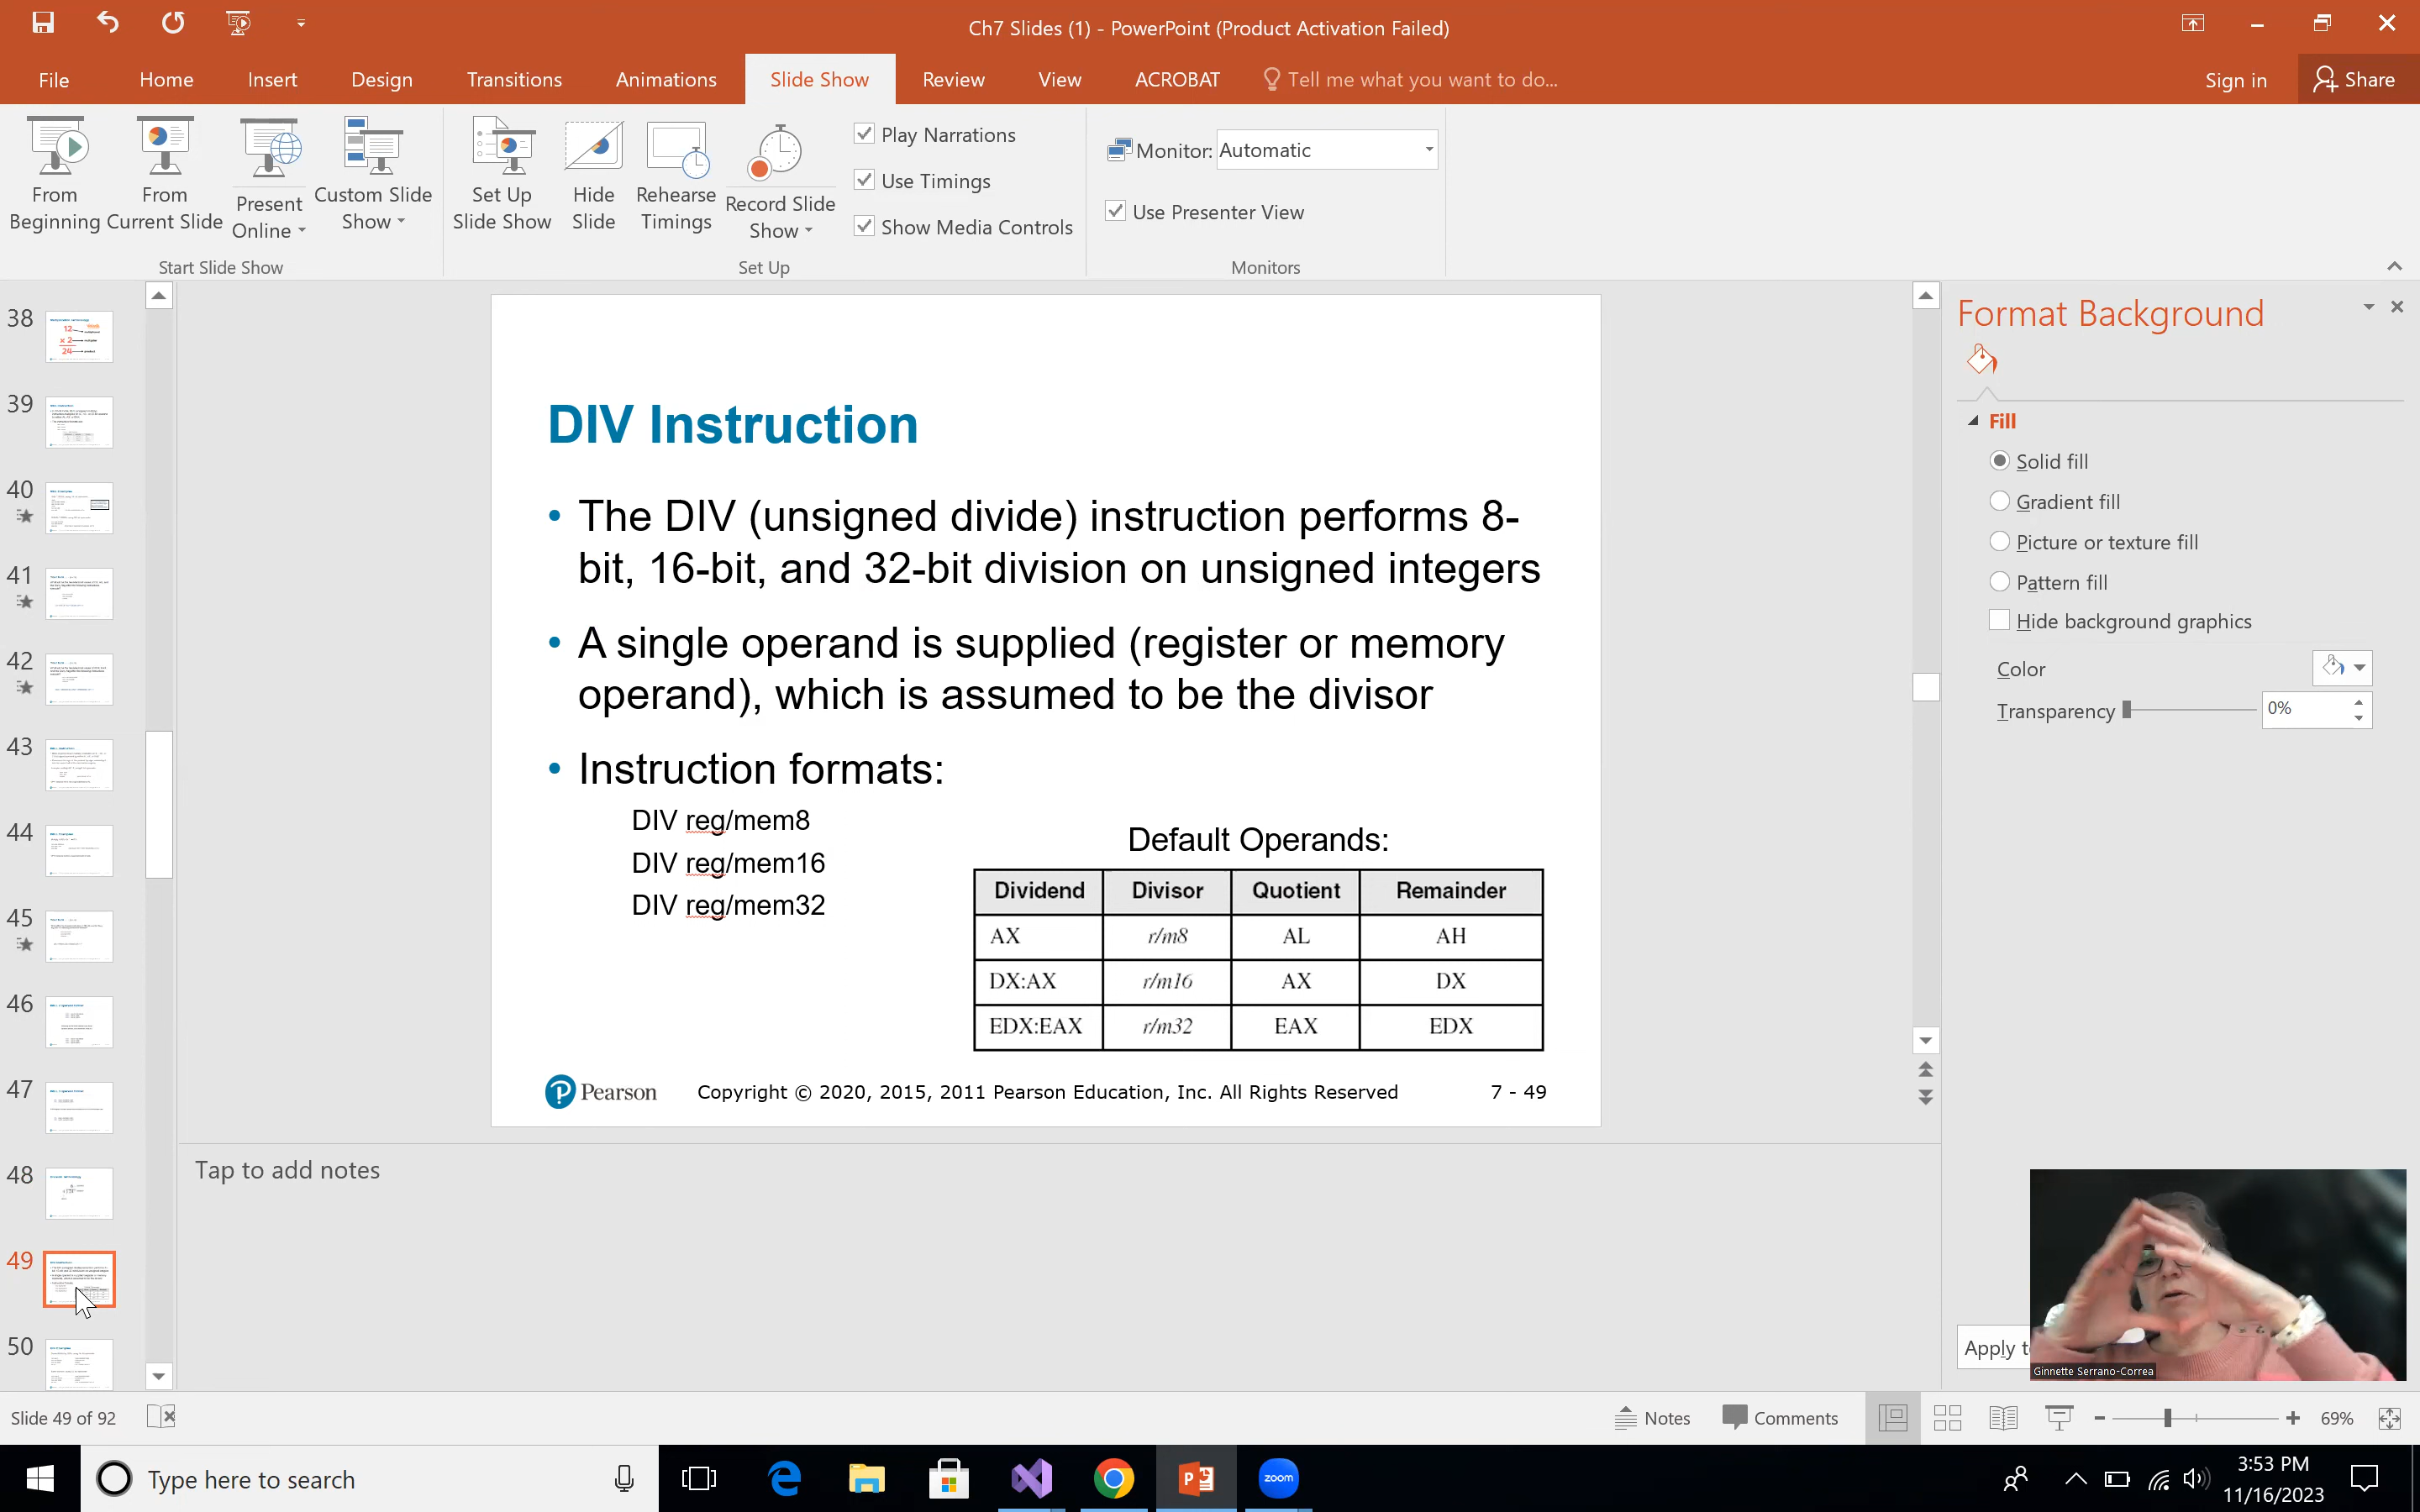 Ch7 Slides (1) - PowerPoint (Product Activation Failed)
File Home Insert Design Transitions Animations Slide Show Review View ACROBAT Tell me what you want to do... Sign in Share
From Beginning
From Current Slide
Present Online
Custom Slide Show
Set Up Slide Show
Hide Slide
Rehearse Timings
Record Slide Show
Play Narrations
Use Timings
Show Media Controls
Monitor: Automatic
Use Presenter View
Start Slide Show
Set Up
Monitors
38
39
40
41
42
43
44
45
46
47
48
49
50
DIV Instruction
• The DIV (unsigned divide) instruction performs 8-
bit, 16-bit, and 32-bit division on unsigned integers
• A single operand is supplied (register or memory
operand), which is assumed to be the divisor
• Instruction formats:
DIV reg/mem8
DIV reg/mem16
DIV reg/mem32
Default Operands:
Dividend Divisor Quotient Remainder
AX r/m8 AL AH
DX:AX r/m16 AX DX
EDX:EAX r/m32 EAX EDX
Pearson Copyright © 2020, 2015, 2011 Pearson Education, Inc. All Rights Reserved 7 - 49
Tap to add notes
Format Background
Fill
Solid fill
Gradient fill
Picture or texture fill
Pattern fill
Hide background graphics
Color
Transparency 0%
Apply t
Ginnette Serrano-Correa
Slide 49 of 92
Notes Comments 69%
Type here to search
zoom
3:53 PM
11/16/2023